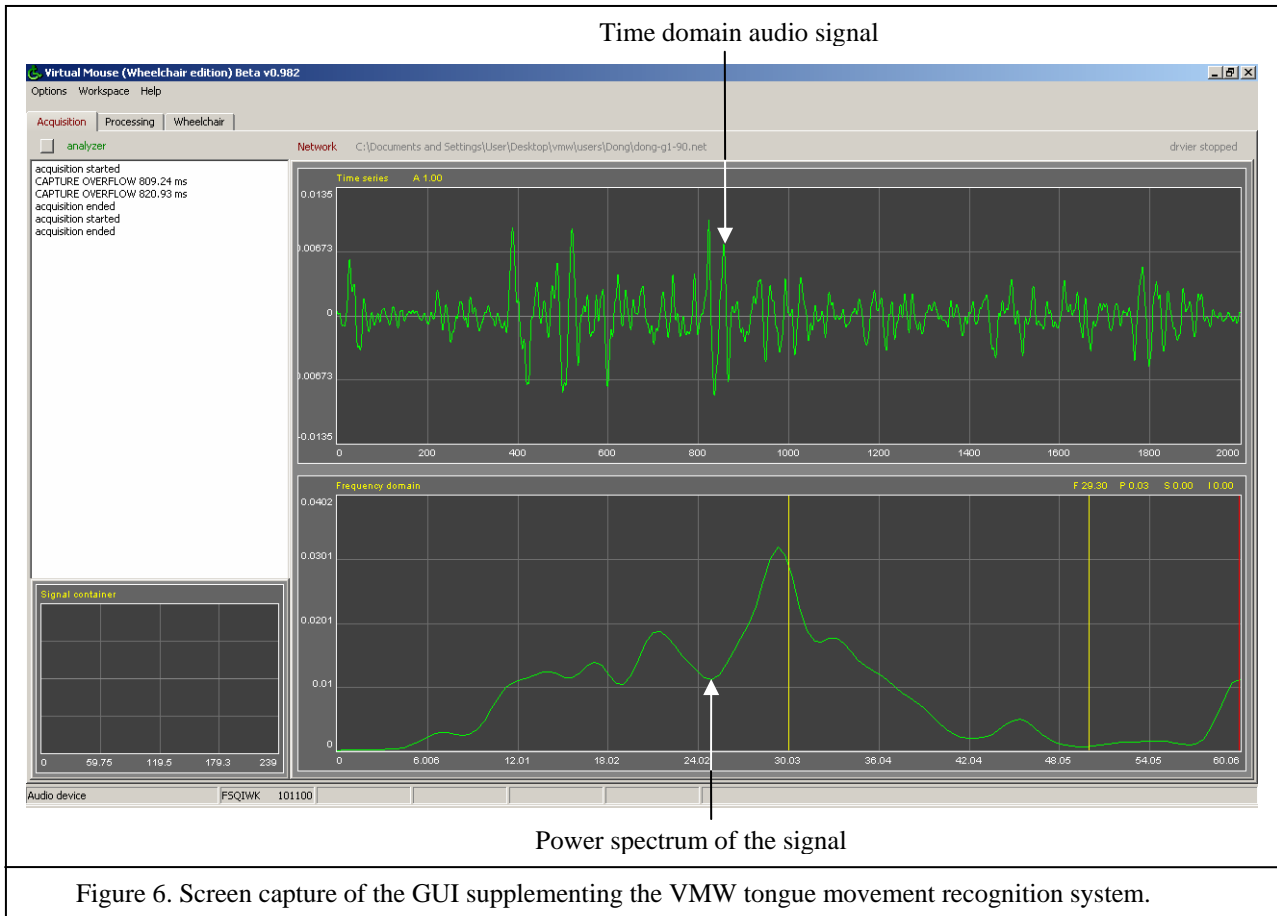 Time domain audio signal
Virtual Mouse (Wheelchair edition) Beta v0.982
Options Workspace Help
Acquisition Processing Wheelchair
analyzer
Network C:\Documents and Settings\User\Desktop\vmw\users\Dong\dong-g1-90.net drvier stopped
acquisition started
CAPTURE OVERFLOW 809.24 ms
CAPTURE OVERFLOW 820.93 ms
acquisition ended
acquisition started
acquisition ended
Time series A 1.00
0.0135
0.00673
0
0.00673
-0.0135
0 200 400 600 800 1000 1200 1400 1600 1800 2000
Frequency domain F 29.30 P 0.03 S 0.00 I 0.00
0.0402
0.0301
0.0201
0.01
0
0 6.006 12.01 18.02 24.02 30.03 36.04 42.04 48.05 54.05 60.06
Signal container
0 59.75 119.5 179.3 239
Audio device FSQIWK 101100
Power spectrum of the signal
Figure 6. Screen capture of the GUI supplementing the VMW tongue movement recognition system.